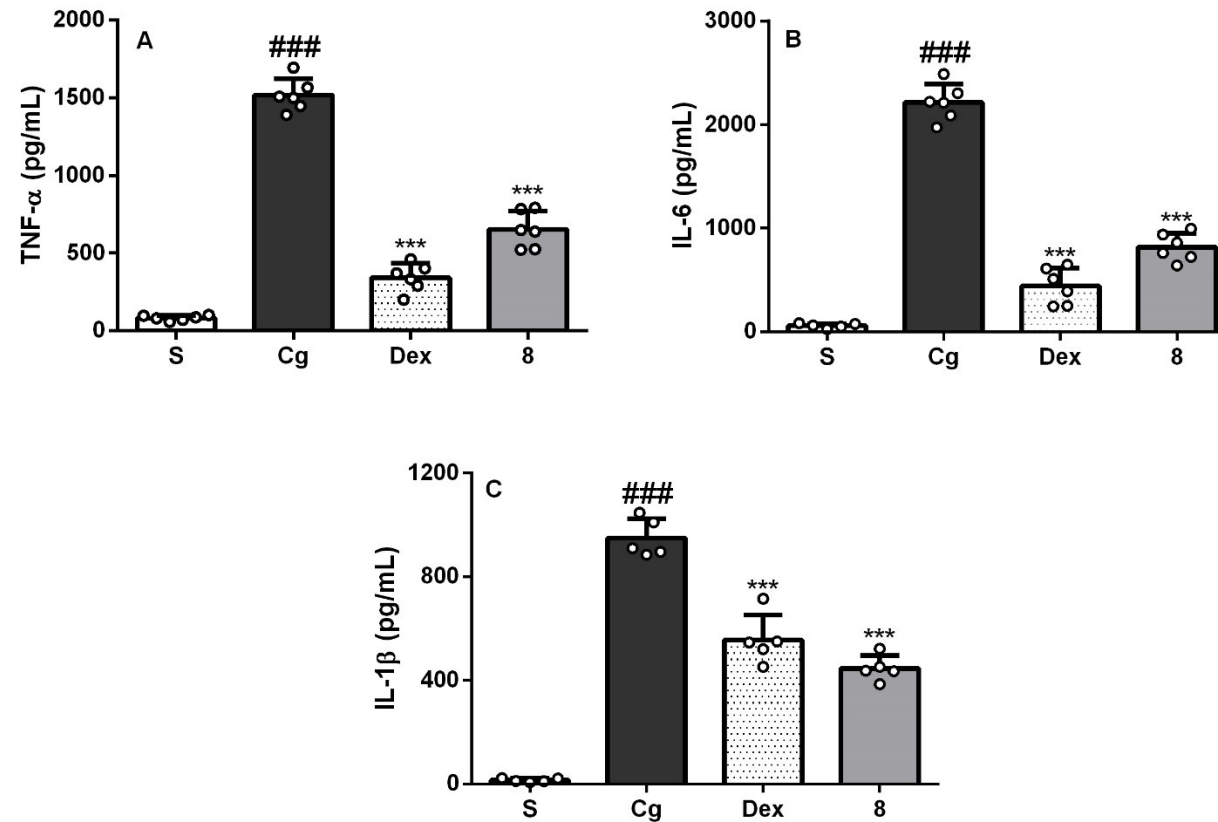 A
TNF-α (pg/mL)
2000
1500
1000
500
0
###
***
***
S Cg Dex 8
B
IL-6 (pg/mL)
3000
2000
1000
0
###
***
***
S Cg Dex 8
C
IL-1β (pg/mL)
1200
800
400
0
###
***
***
S Cg Dex 8